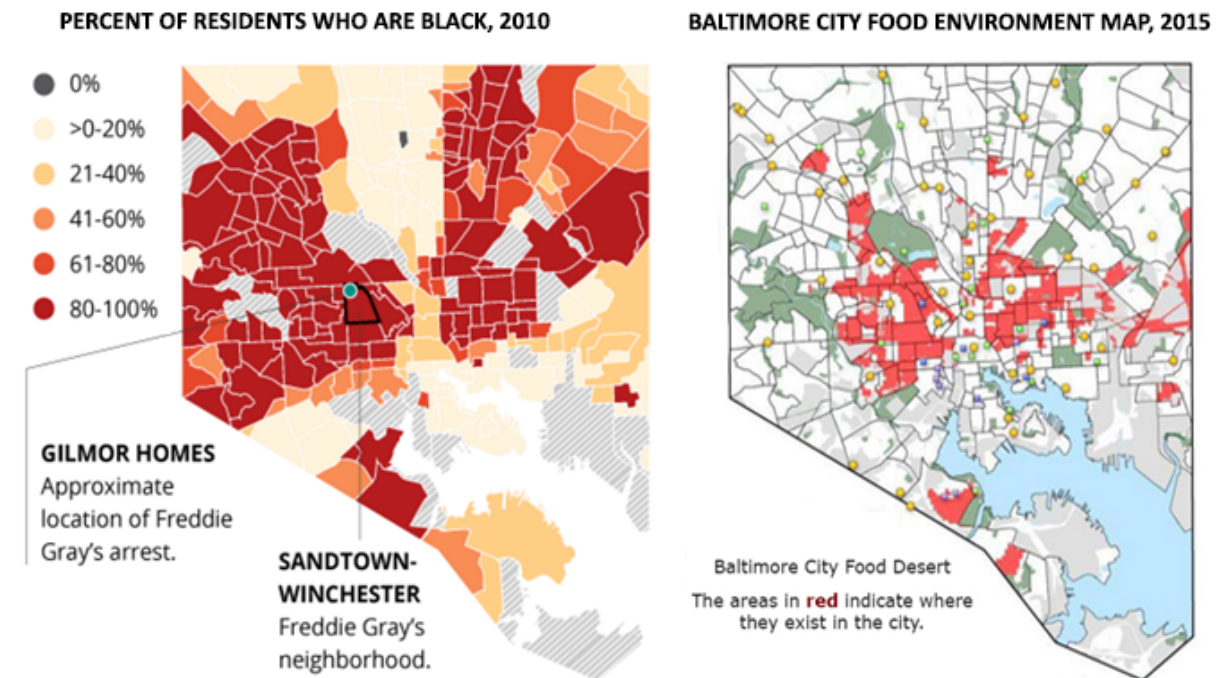 PERCENT OF RESIDENTS WHO ARE BLACK, 2010
0%
>0-20%
21-40%
41-60%
61-80%
80-100%
GILMOR HOMES
Approximate
location of Freddie
Gray’s arrest.
SANDTOWN-
WINCHESTER
Freddie Gray’s
neighborhood.
BALTIMORE CITY FOOD ENVIRONMENT MAP, 2015
Baltimore City Food Desert
The areas in red indicate where
they exist in the city.